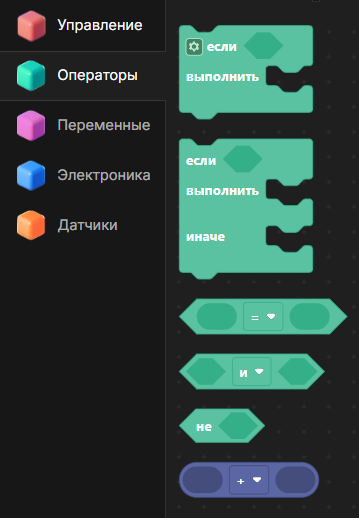 Управление
Операторы
Переменные
Электроника
Датчики
если
выполнить
если
выполнить
иначе
=
и
не
+